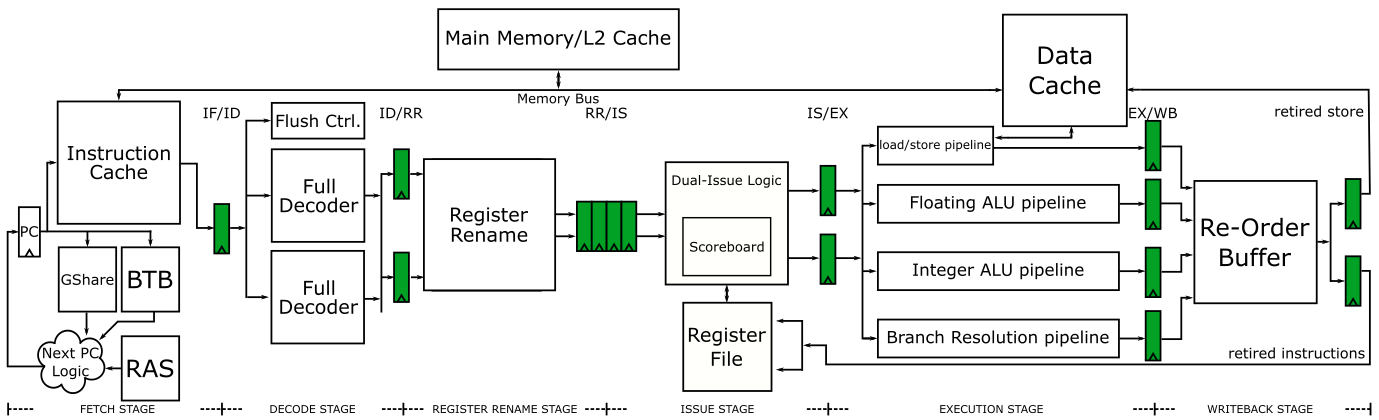 Main Memory/L2 Cache
Data
Cache
Memory Bus
IF/ID
ID/RR
RR/IS
IS/EX
EX/WB
retired store
Instruction
Cache
Flush Ctrl.
Full
Decoder
Full
Decoder
Register
Rename
Dual-Issue Logic
Scoreboard
Register
File
load/store pipeline
Floating ALU pipeline
Integer ALU pipeline
Branch Resolution pipeline
Re-Order
Buffer
retired instructions
PC
GShare
BTB
Next PC
Logic
RAS
FETCH STAGE
DECODE STAGE
REGISTER RENAME STAGE
ISSUE STAGE
EXECUTION STAGE
WRITEBACK STAGE